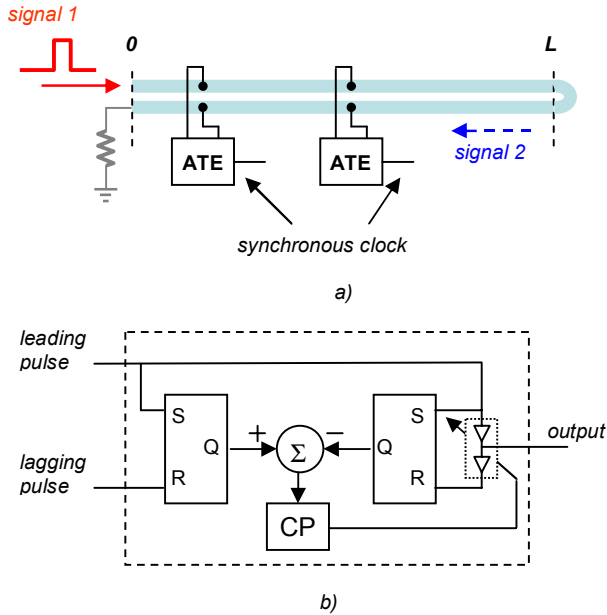 signal 1
0
L
ATE
ATE
signal 2
synchronous clock
a)
leading
pulse
lagging
pulse
S
Q
R
+
Σ
−
S
Q
R
CP
output
b)